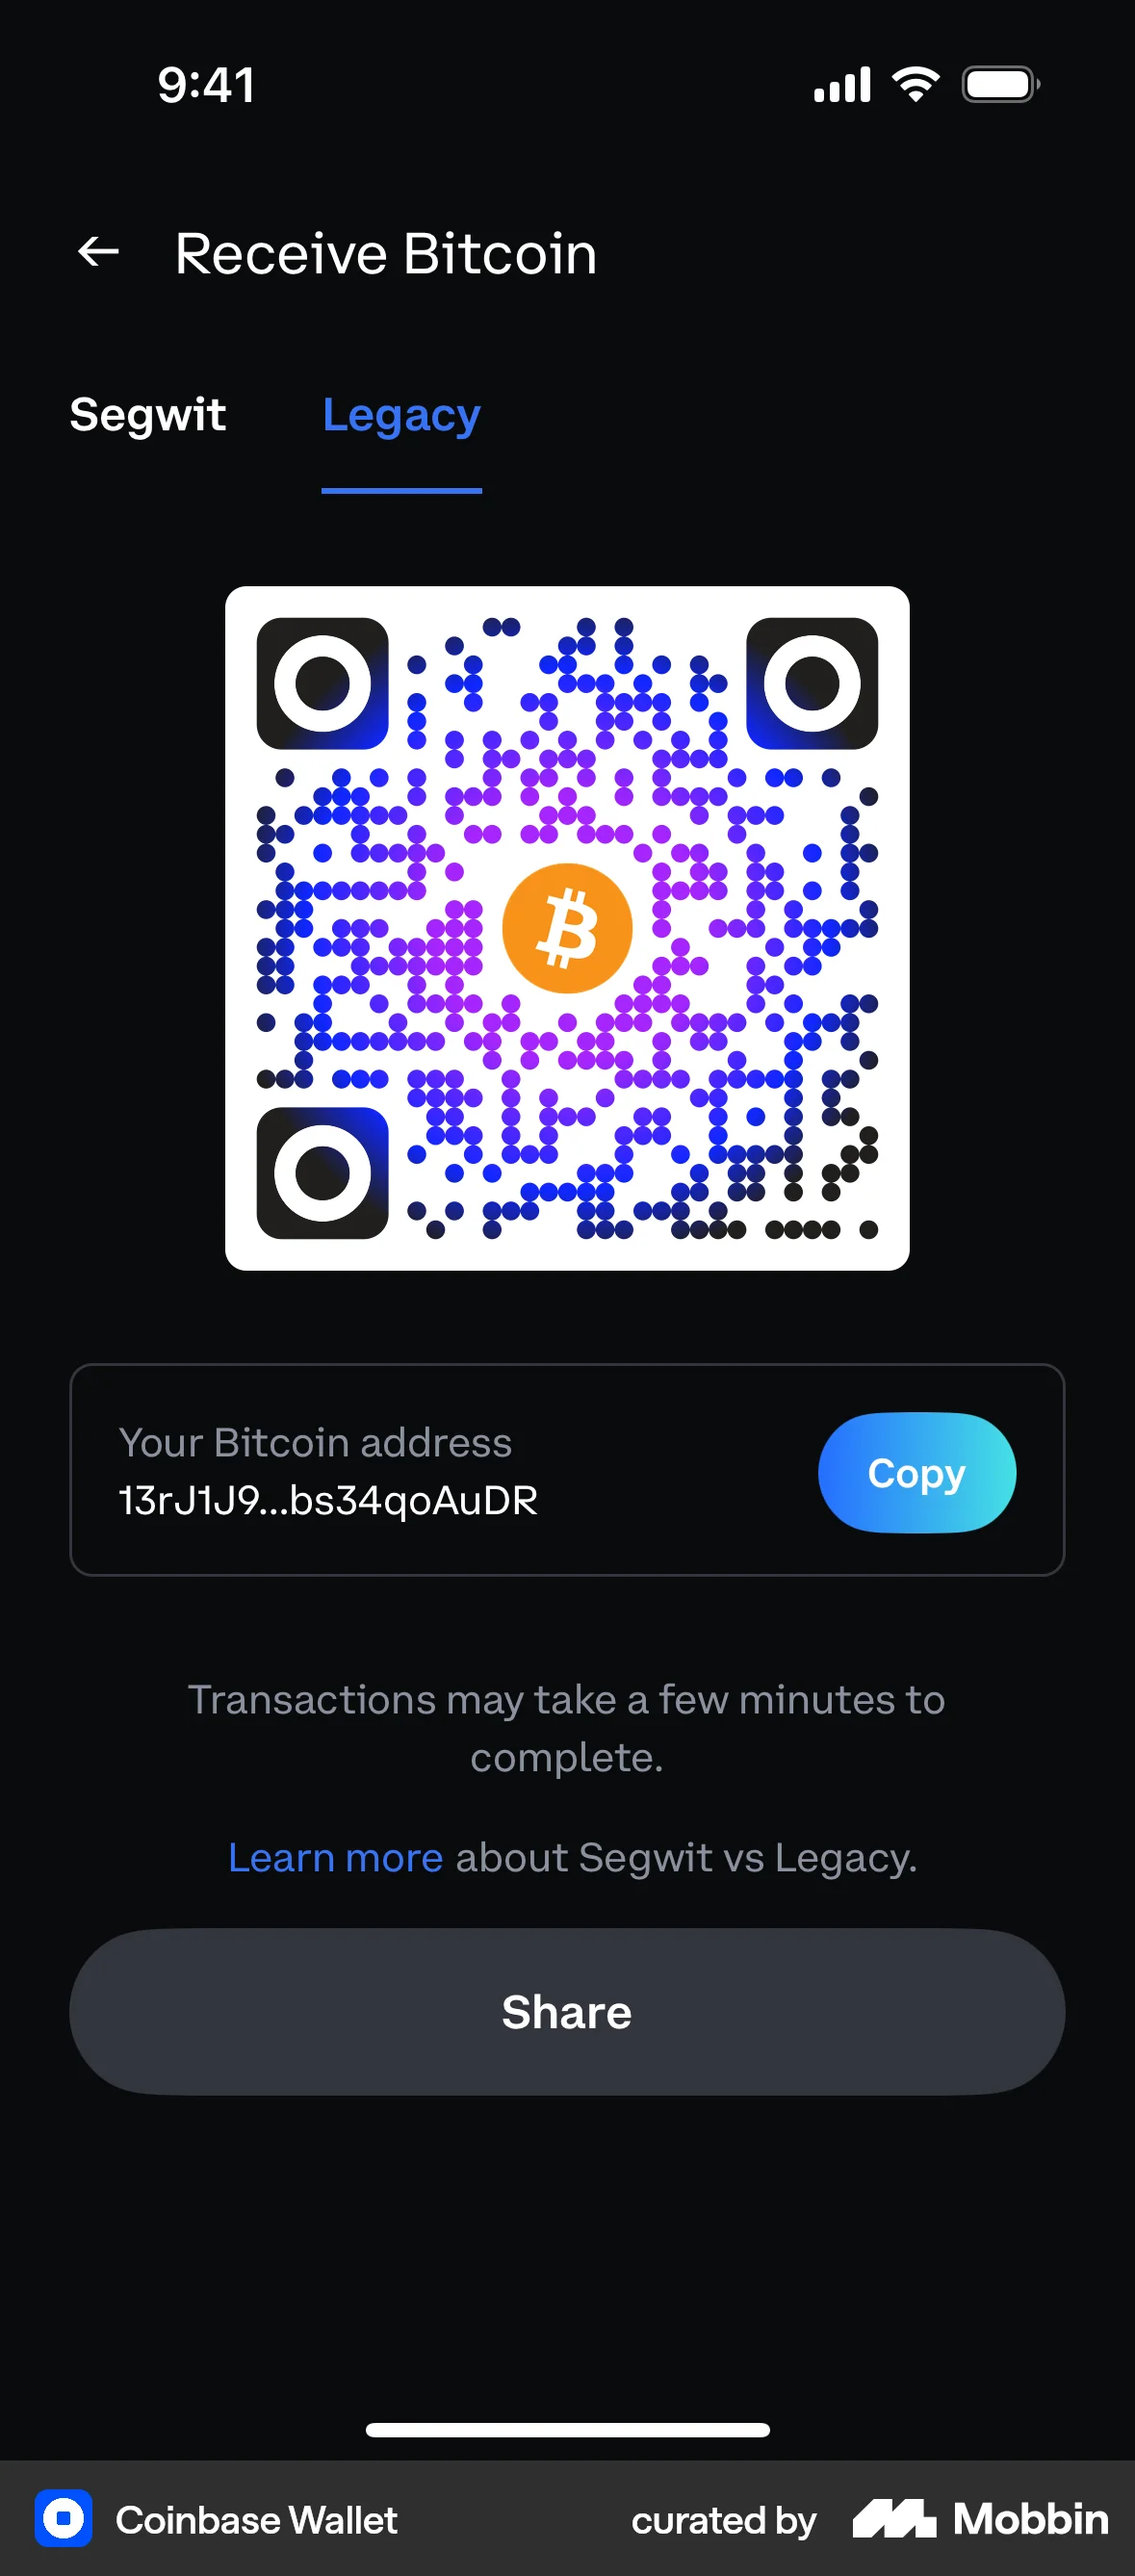 9:41
Receive Bitcoin
Segwit Legacy
Your Bitcoin address
13rJ1J9...bs34qoAuDR
Copy
Transactions may take a few minutes to
complete.
Learn more about Segwit vs Legacy.
Share
Coinbase Wallet curated by Mobbin